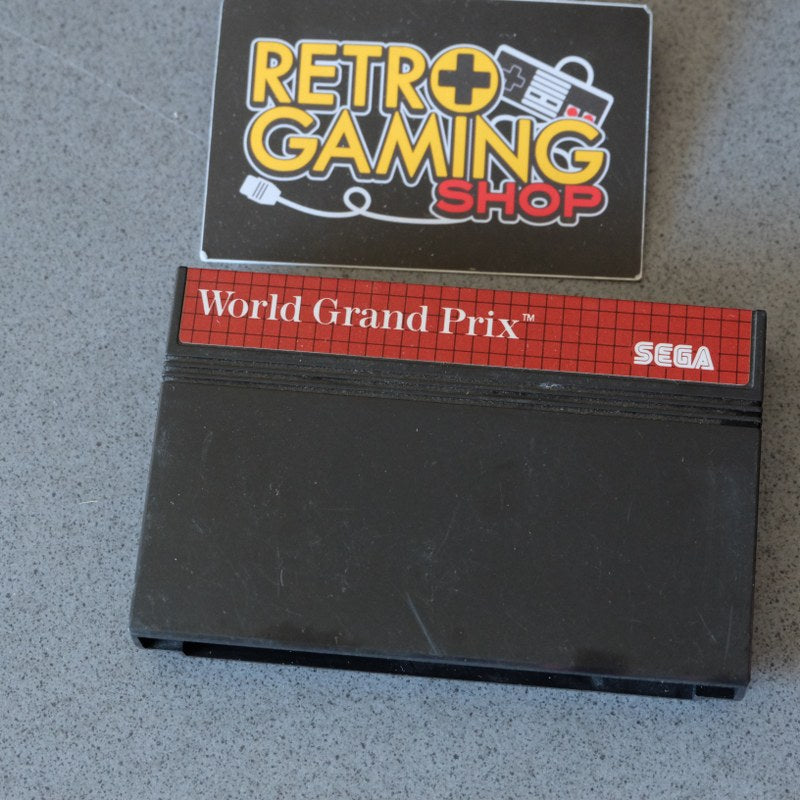 RETRO
GAMING
SHOP
World Grand Prix™
SEGA